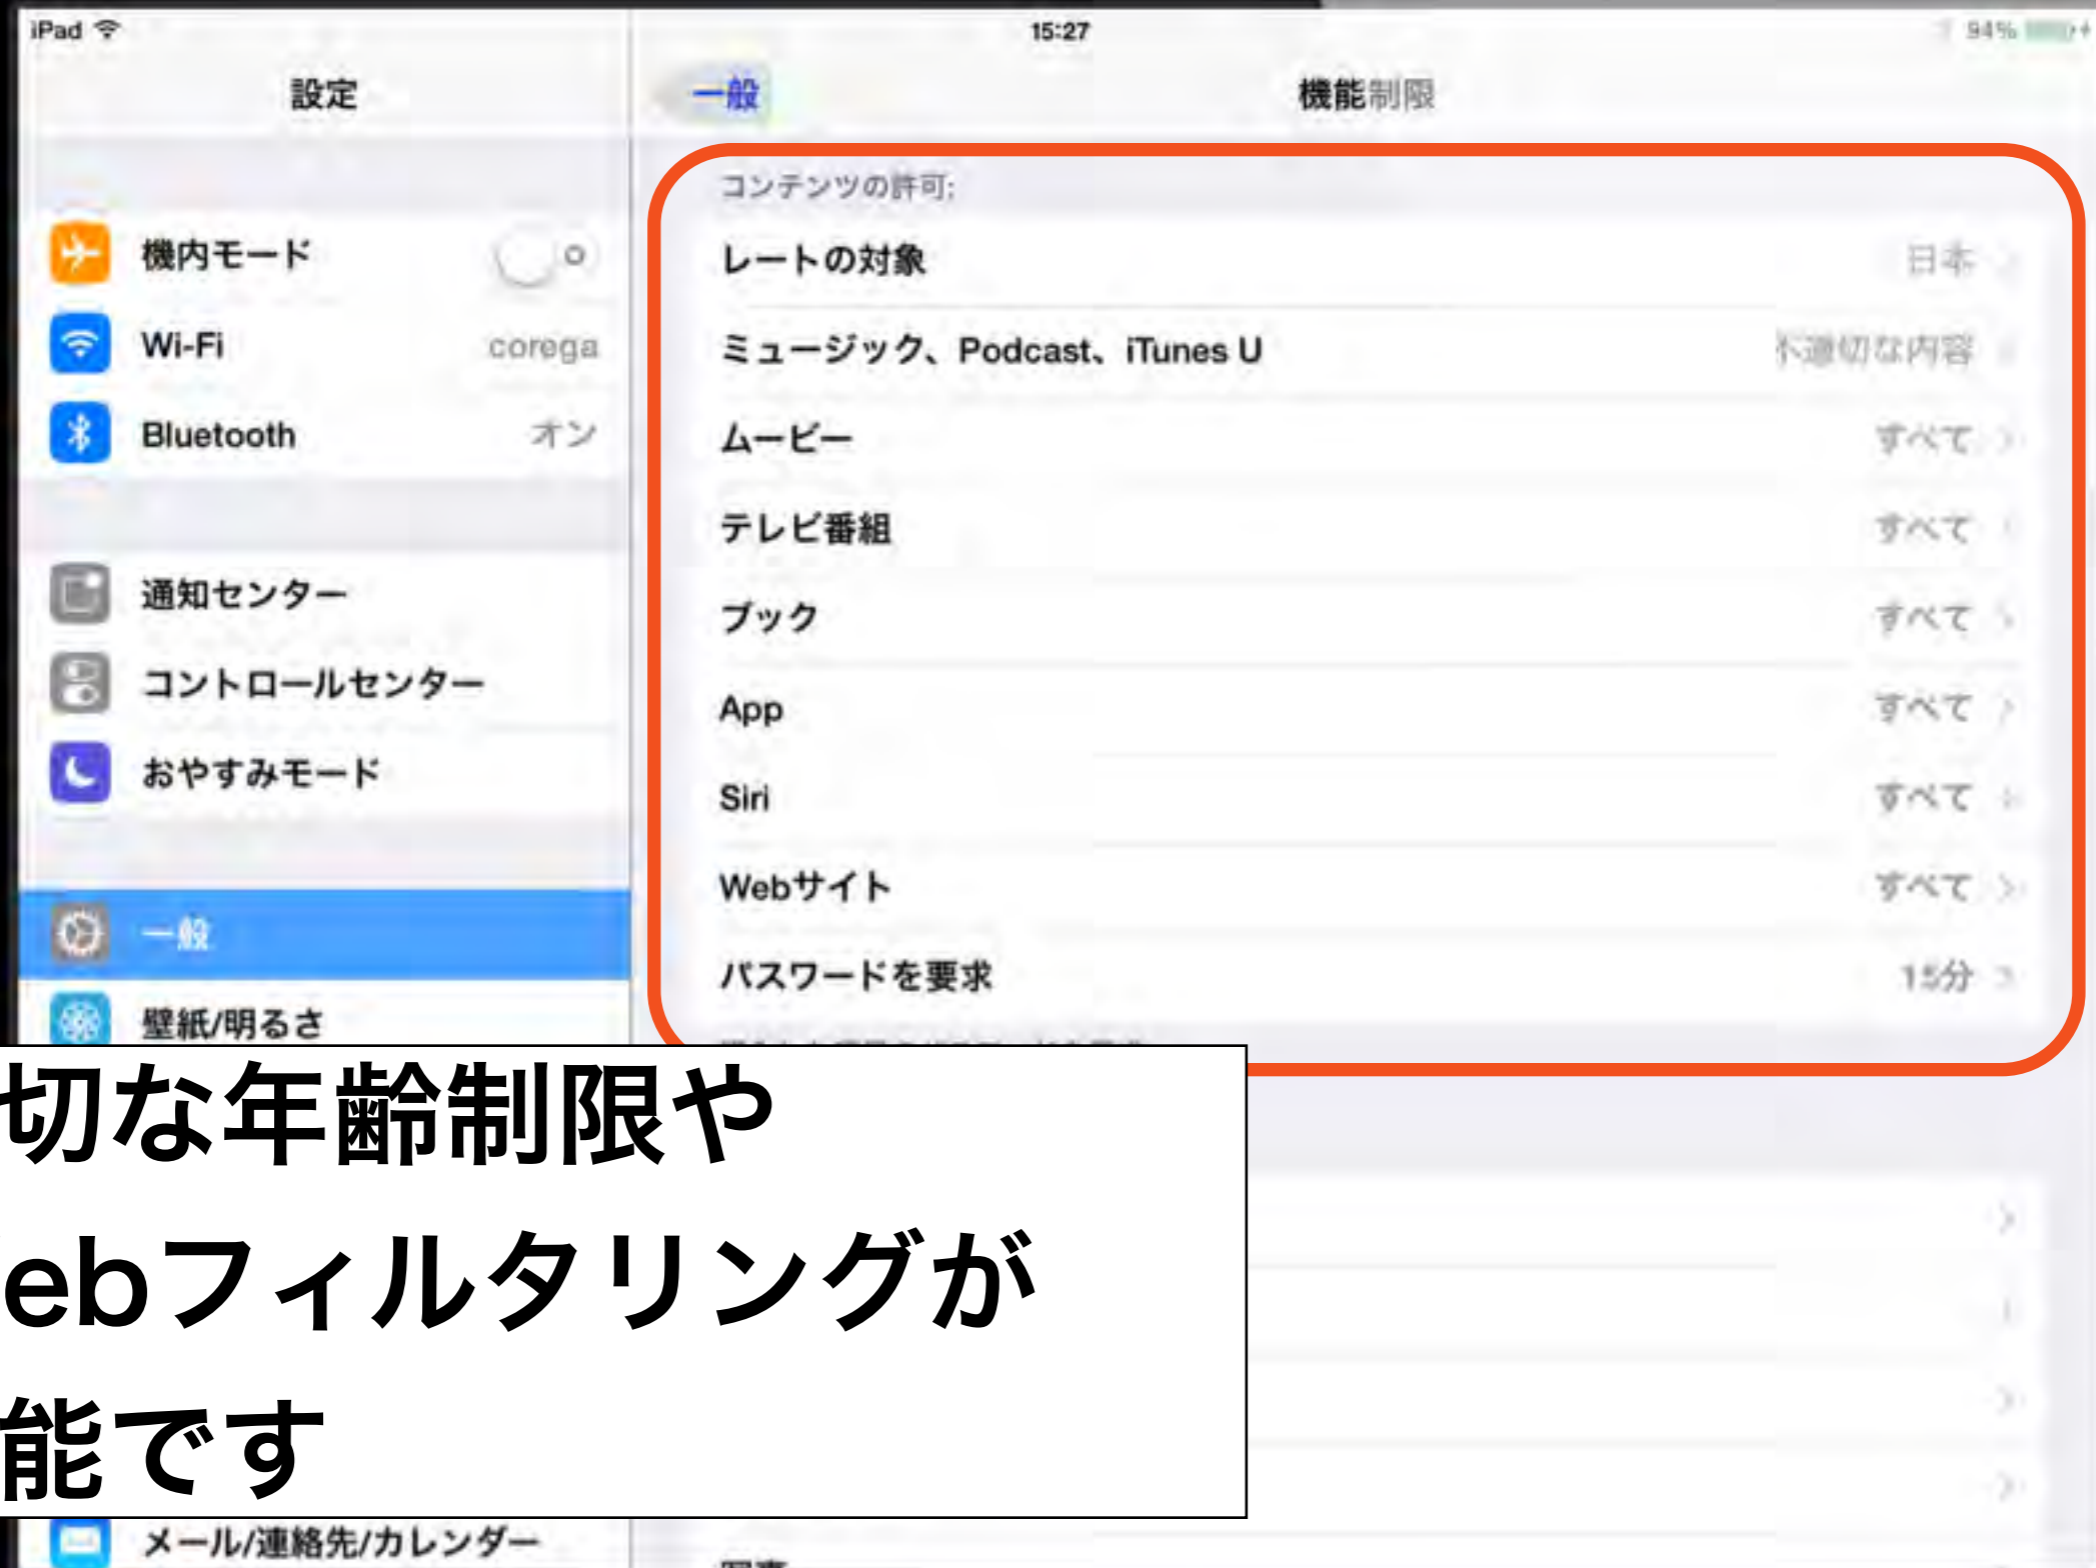 iPad
15:27
94%
設定
一般
機能制限
機内モード
Wi-Fi
corega
Bluetooth
オン
通知センター
コントロールセンター
おやすみモード
一般
壁紙/明るさ
メール/連絡先/カレンダー
コンテンツの許可:
レートの対象
日本
ミュージック、Podcast、iTunes U
不適切な内容
ムービー
すべて
テレビ番組
すべて
ブック
すべて
App
すべて
Siri
すべて
Webサイト
すべて
パスワードを要求
15分
切な年齢制限や
ebフィルタリングが
能です